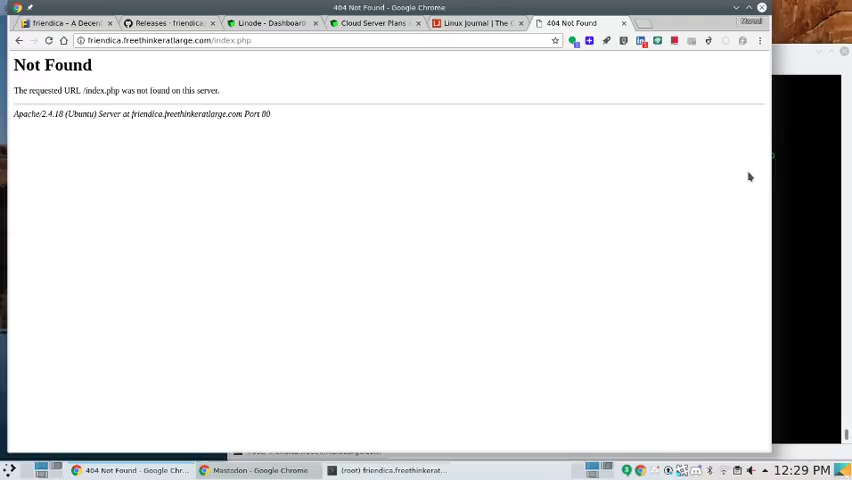 404 Not Found - Google Chrome
friendica – A Decent
Releases · friendica
Linode - Dashboard
Cloud Server Plans
Linux Journal | The O
404 Not Found
friendica.freethinkeratlarge.com/index.php
Not Found
The requested URL /index.php was not found on this server.
Apache/2.4.18 (Ubuntu) Server at friendica.freethinkeratlarge.com Port 80
404 Not Found - Google Chr...
Mastodon - Google Chrome
(root) friendica.freethinkerat...
12:29 PM